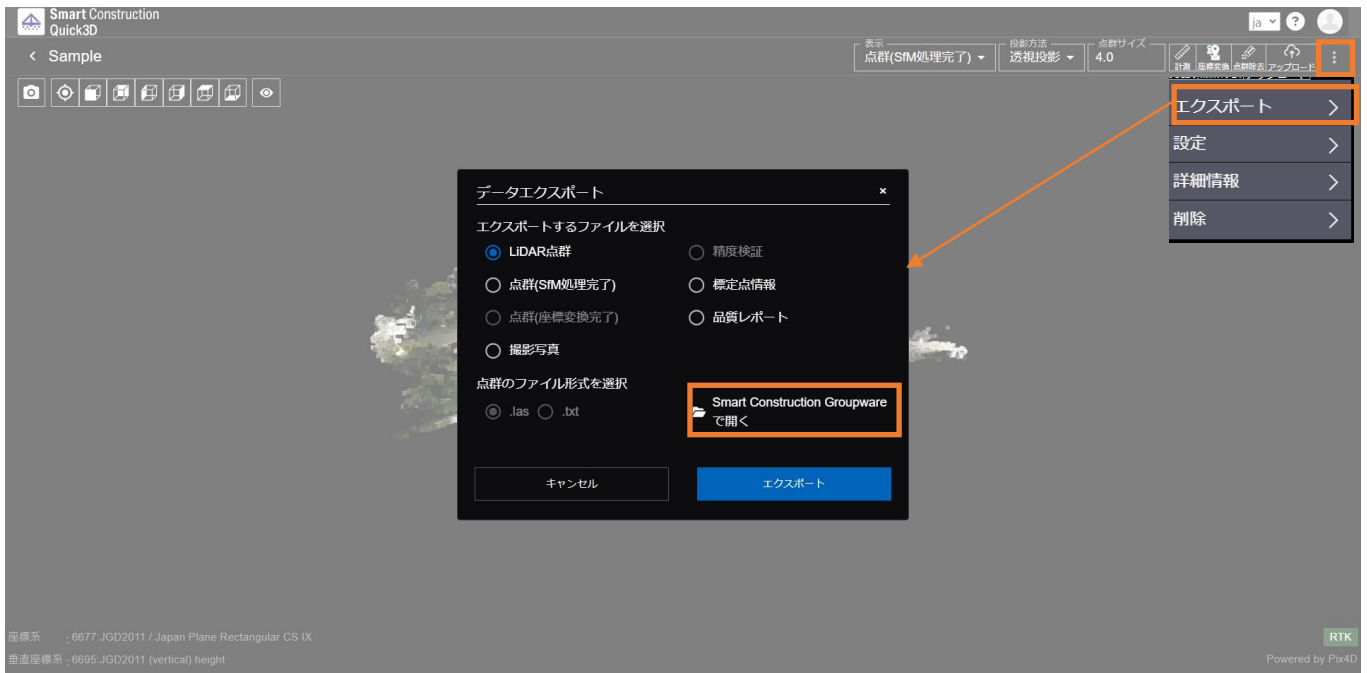 Smart Construction
Quick3D
ja
?
Sample
表示
点群(SfM処理完了)
投影方法
透視投影
点群サイズ
4.0
計測
座標変換
点群除去
アップロード
エクスポート
設定
詳細情報
削除
データエクスポート
×
エクスポートするファイルを選択
LiDAR点群
精度検証
点群(SfM処理完了)
標定点情報
点群(座標変換完了)
品質レポート
撮影写真
点群のファイル形式を選択
.las
.txt
Smart Construction Groupware
で開く
キャンセル
エクスポート
座標系 : 6677:JGD2011 / Japan Plane Rectangular CS IX
垂直座標系 : 6695:JGD2011 (vertical) height
RTK
Powered by Pix4D